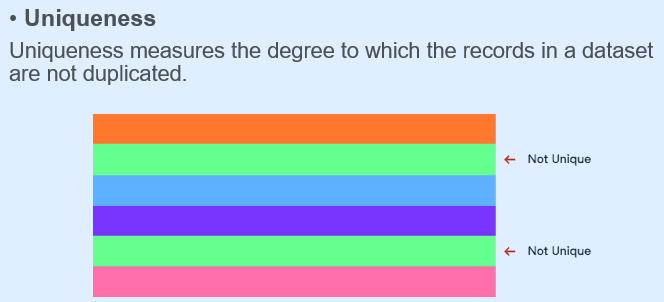 • Uniqueness
Uniqueness measures the degree to which the records in a dataset
are not duplicated.
← Not Unique
← Not Unique